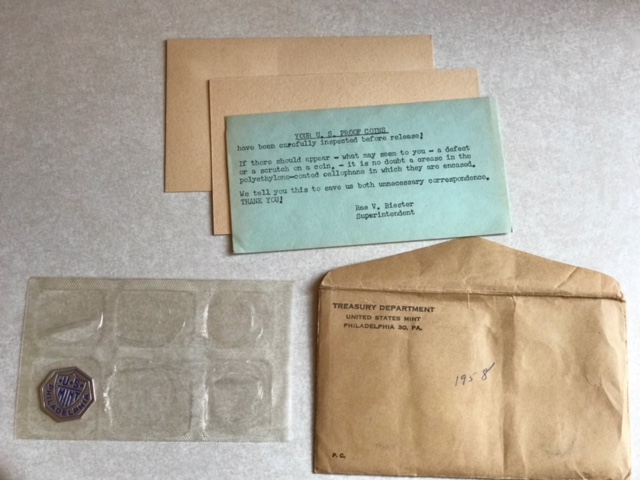 YOUR U. S. PROOF COINS
have been carefully inspected before release!
If there should appear - what may seem to you - a defect
or a scratch on a coin. - it is no doubt a crease in the
polyethylene-coated cellophane in which they are encased.
We tell you this to save us both unnecessary correspondence.
THANK YOU!
Rae V. Biester
Superintendent
U.S.
MINT
PHILADELPHIA
TREASURY DEPARTMENT
UNITED STATES MINT
PHILADELPHIA 30, PA.
1958
P. C.